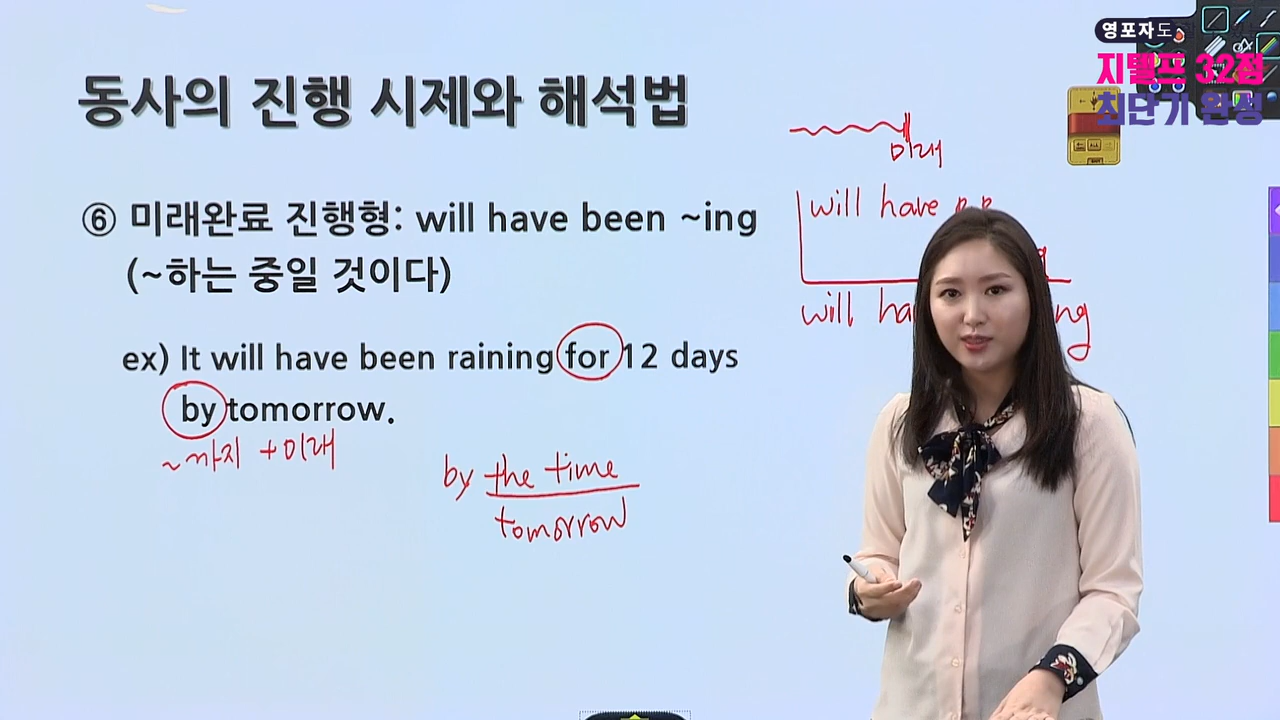 영포자도
지텔프 32점
최단기 완성
동사의 진행 시제와 해석법
미래
⑥ 미래완료 진행형: will have been ~ing
(~하는 중일 것이다)
will have p.p
will ha
ng
ex) It will have been raining for 12 days
by tomorrow.
~까지 +미래
by the time
tomorrow